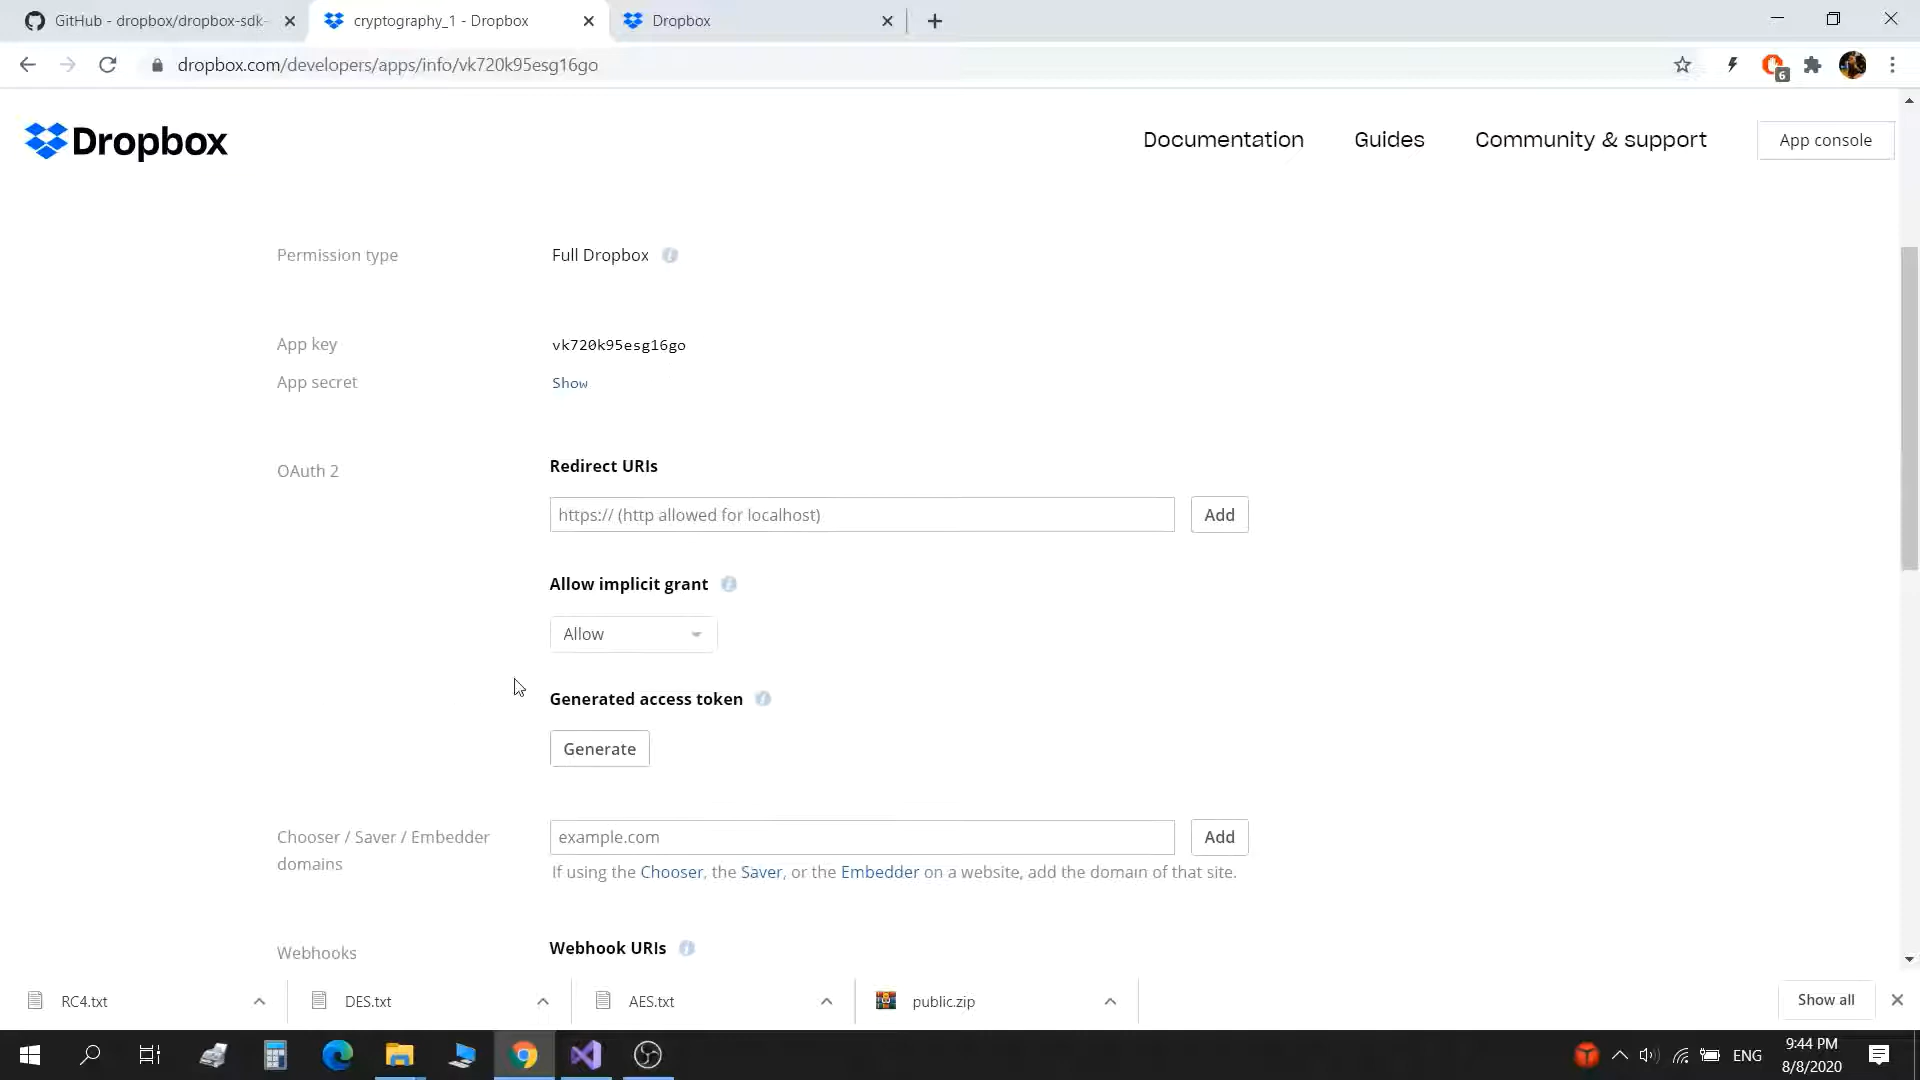 GitHub - dropbox/dropbox-sdk-
cryptography_1 - Dropbox
Dropbox
dropbox.com/developers/apps/info/vk720k95esg16go
6
Dropbox
Documentation
Guides
Community & support
App console
Permission type
Full Dropbox
App key
vk720k95esg16go
App secret
Show
OAuth 2
Redirect URIs
https:// (http allowed for localhost)
Add
Allow implicit grant
Allow
Generated access token
Generate
Chooser / Saver / Embedder
domains
example.com
Add
If using the Chooser, the Saver, or the Embedder on a website, add the domain of that site.
Webhooks
Webhook URIs
RC4.txt
DES.txt
AES.txt
public.zip
Show all
ENG
9:44 PM
8/8/2020